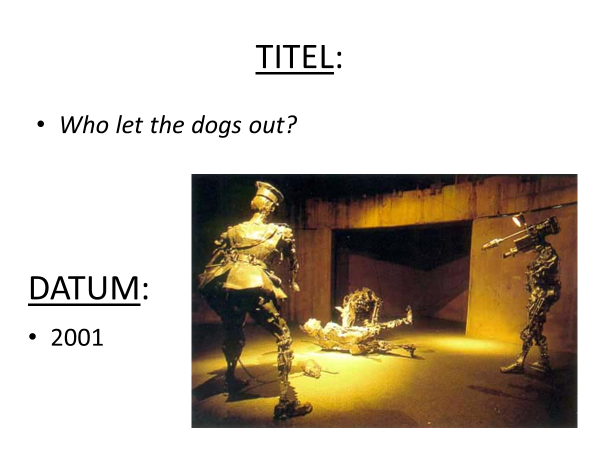 TITEL:
• Who let the dogs out?
DATUM:
• 2001